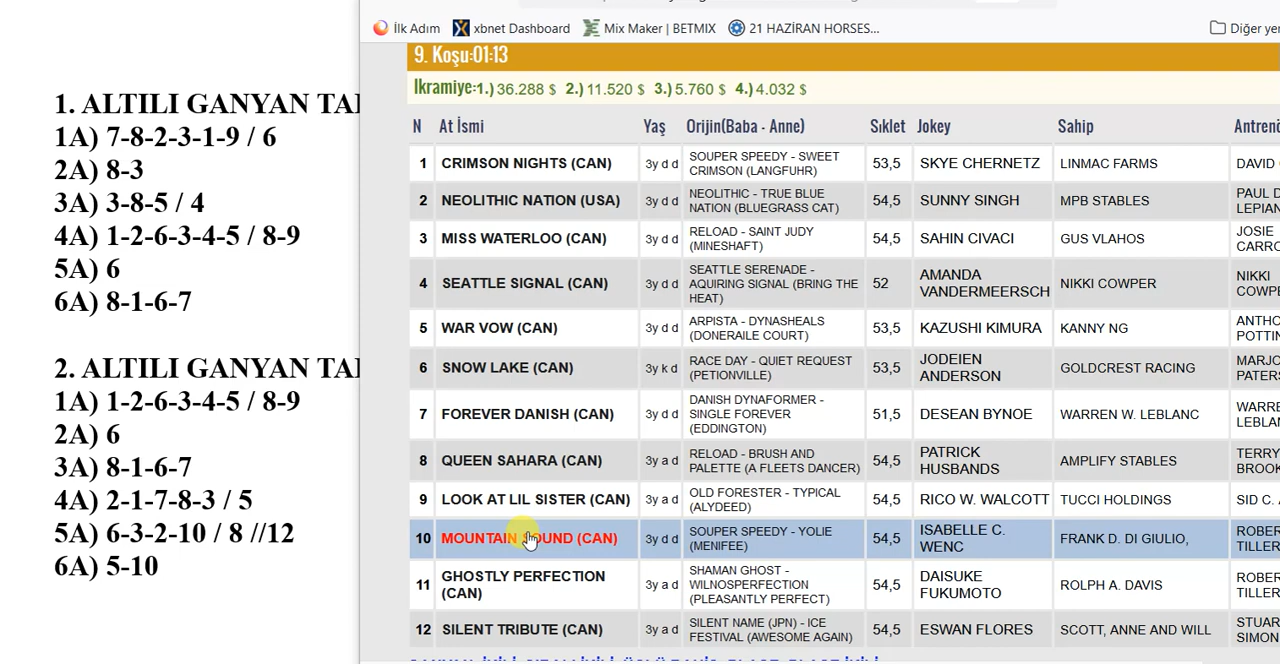 İlk Adım xbnet Dashboard Mix Maker | BETMIX 21 HAZİRAN HORSES... Diğer yer
1. ALTILI GANYAN TA
1A) 7-8-2-3-1-9 / 6
2A) 8-3
3A) 3-8-5 / 4
4A) 1-2-6-3-4-5 / 8-9
5A) 6
6A) 8-1-6-7
2. ALTILI GANYAN TA
1A) 1-2-6-3-4-5 / 8-9
2A) 6
3A) 8-1-6-7
4A) 2-1-7-8-3 / 5
5A) 6-3-2-10 / 8 //12
6A) 5-10
9. Koşu:01:13
İkramiye:1.) 36.288 $ 2.) 11.520 $ 3.) 5.760 $ 4.) 4.032 $
N At İsmi Yaş Orijin(Baba - Anne) Sıklet Jokey Sahip Antrenö
1 CRIMSON NIGHTS (CAN) 3y d d SOUPER SPEEDY - SWEET CRIMSON (LANGFUHR) 53,5 SKYE CHERNETZ LINMAC FARMS DAVID
2 NEOLITHIC NATION (USA) 3y d d NEOLITHIC - TRUE BLUE NATION (BLUEGRASS CAT) 54,5 SUNNY SINGH MPB STABLES PAUL D LEPIAN
3 MISS WATERLOO (CAN) 3y d d RELOAD - SAINT JUDY (MINESHAFT) 54,5 SAHIN CIVACI GUS VLAHOS JOSIE CARRO
4 SEATTLE SIGNAL (CAN) 3y d d SEATTLE SERENADE - AQUIRING SIGNAL (BRING THE HEAT) 52 AMANDA VANDERMEERSCH NIKKI COWPER NIKKI COWPE
5 WAR VOW (CAN) 3y d d ARPISTA - DYNASHEALS (DONERAILE COURT) 53,5 KAZUSHI KIMURA KANNY NG ANTHO POTTIN
6 SNOW LAKE (CAN) 3y k d RACE DAY - QUIET REQUEST (PETIONVILLE) 53,5 JODEIEN ANDERSON GOLDCREST RACING MARJO PATERS
7 FOREVER DANISH (CAN) 3y d d DANISH DYNAFORMER - SINGLE FOREVER (EDDINGTON) 51,5 DESEAN BYNOE WARREN W. LEBLANC WARRE LEBLAN
8 QUEEN SAHARA (CAN) 3y a d RELOAD - BRUSH AND PALETTE (A FLEETS DANCER) 54,5 PATRICK HUSBANDS AMPLIFY STABLES TERRY BROOK
9 LOOK AT LIL SISTER (CAN) 3y a d OLD FORESTER - TYPICAL (ALYDEED) 54,5 RICO W. WALCOTT TUCCI HOLDINGS SID C. A
10 MOUNTAIN SOUND (CAN) 3y d d SOUPER SPEEDY - YOLIE (MENIFEE) 54,5 ISABELLE C. WENC FRANK D. DI GIULIO, ROBER TILLER
11 GHOSTLY PERFECTION (CAN) 3y a d SHAMAN GHOST - WILNOSPERFECTION (PLEASANTLY PERFECT) 54,5 DAISUKE FUKUMOTO ROLPH A. DAVIS ROBER TILLER
12 SILENT TRIBUTE (CAN) 3y a d SILENT NAME (JPN) - ICE FESTIVAL (AWESOME AGAIN) 54,5 ESWAN FLORES SCOTT, ANNE AND WILL STUAR SIMON